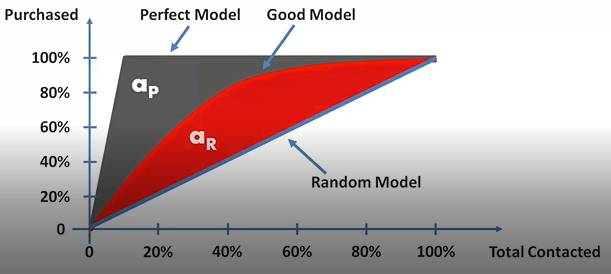 Purchased
Perfect Model
Good Model
100%
80%
60%
40%
20%
0
aP
aR
Random Model
0
20%
40%
60%
80%
100%
Total Contacted